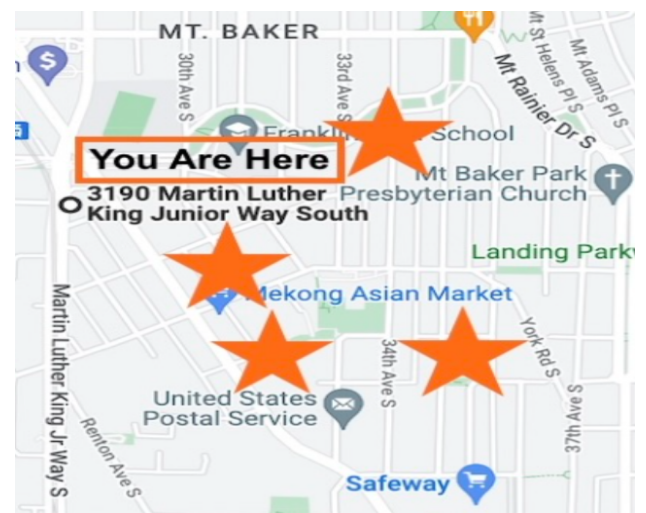 MT. BAKER
30th Ave S
33rd Ave S
Mt St Helens Pl S
Mt Adams Pl S
Mt Rainier Dr S
$
School
You Are Here
Mt Baker Park
Presbyterian Church
3190 Martin Luther
King Junior Way South
Landing
Mekong Asian Market
Martin Luther King Jr Way S
34th Ave S
York Rd S
37th Ave S
United States
Postal Service
Renton Ave S
Safeway